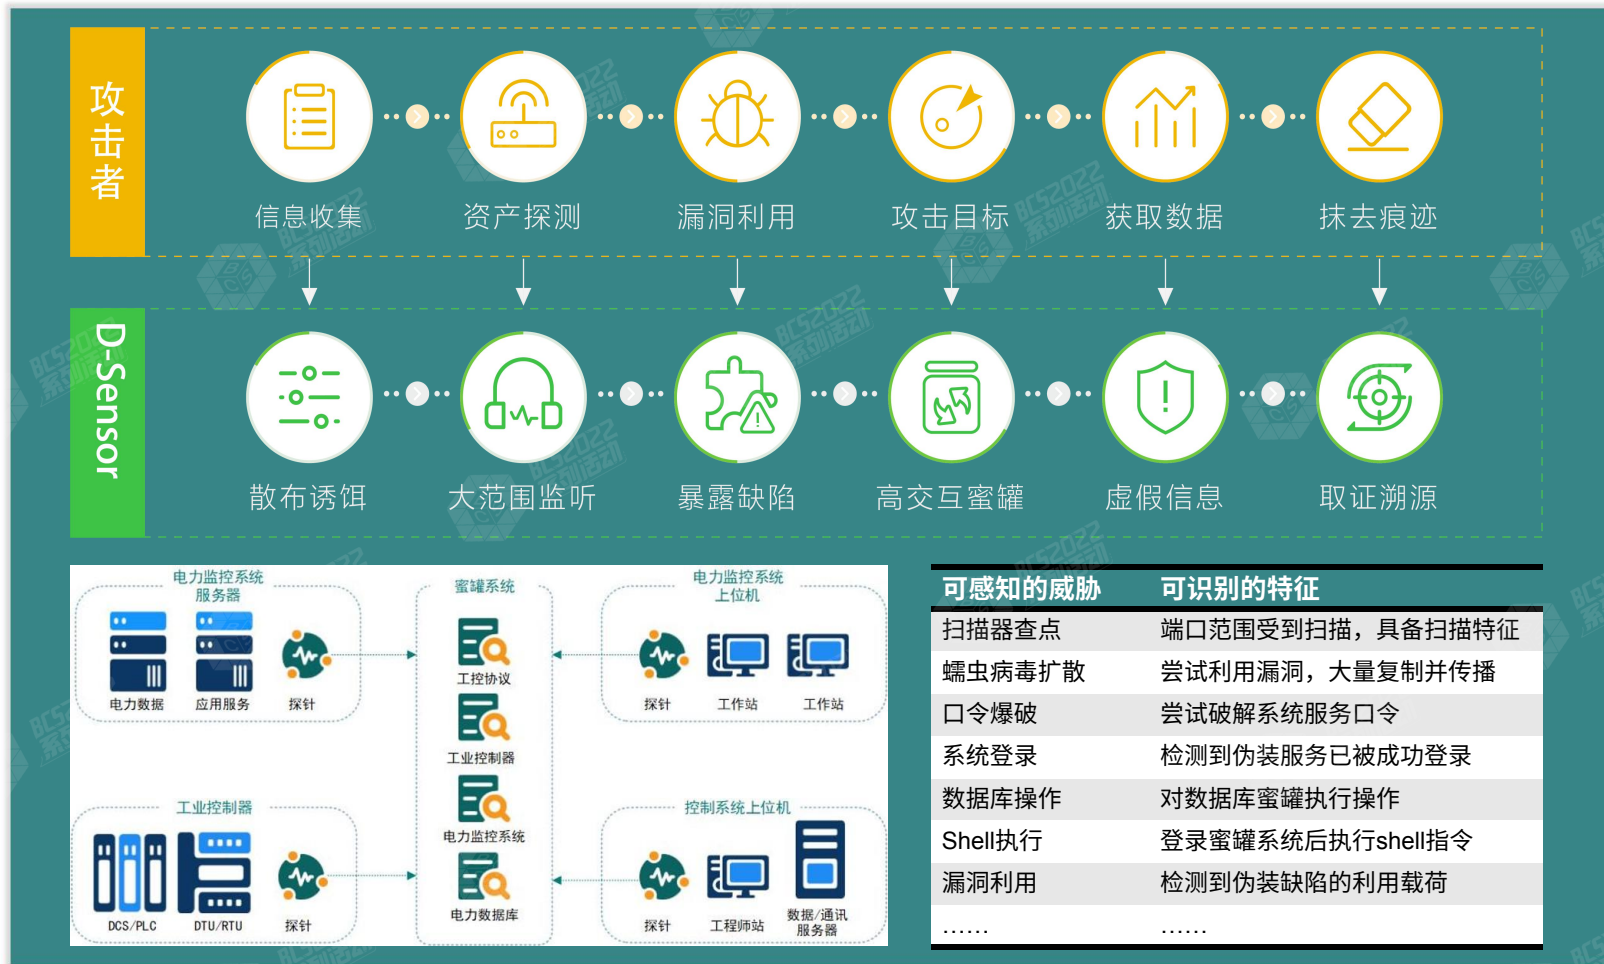 攻击者
信息收集
资产探测
漏洞利用
攻击目标
获取数据
抹去痕迹
D-Sensor
散布诱饵
大范围监听
暴露缺陷
高交互蜜罐
虚假信息
取证溯源
电力监控系统
服务器
电力数据
应用服务
探针
蜜罐系统
工控协议
工业控制器
电力监控系统
电力数据库
电力监控系统
上位机
探针
工作站
工作站
工业控制器
DCS/PLC
DTU/RTU
探针
控制系统上位机
探针
工程师站
数据/通讯
服务器
可感知的威胁 可识别的特征
扫描器查点 端口范围受到扫描，具备扫描特征
蠕虫病毒扩散 尝试利用漏洞，大量复制并传播
口令爆破 尝试破解系统服务口令
系统登录 检测到伪装服务已被成功登录
数据库操作 对数据库蜜罐执行操作
Shell执行 登录蜜罐系统后执行shell指令
漏洞利用 检测到伪装缺陷的利用载荷
...... ......
BCS2022
系列活动